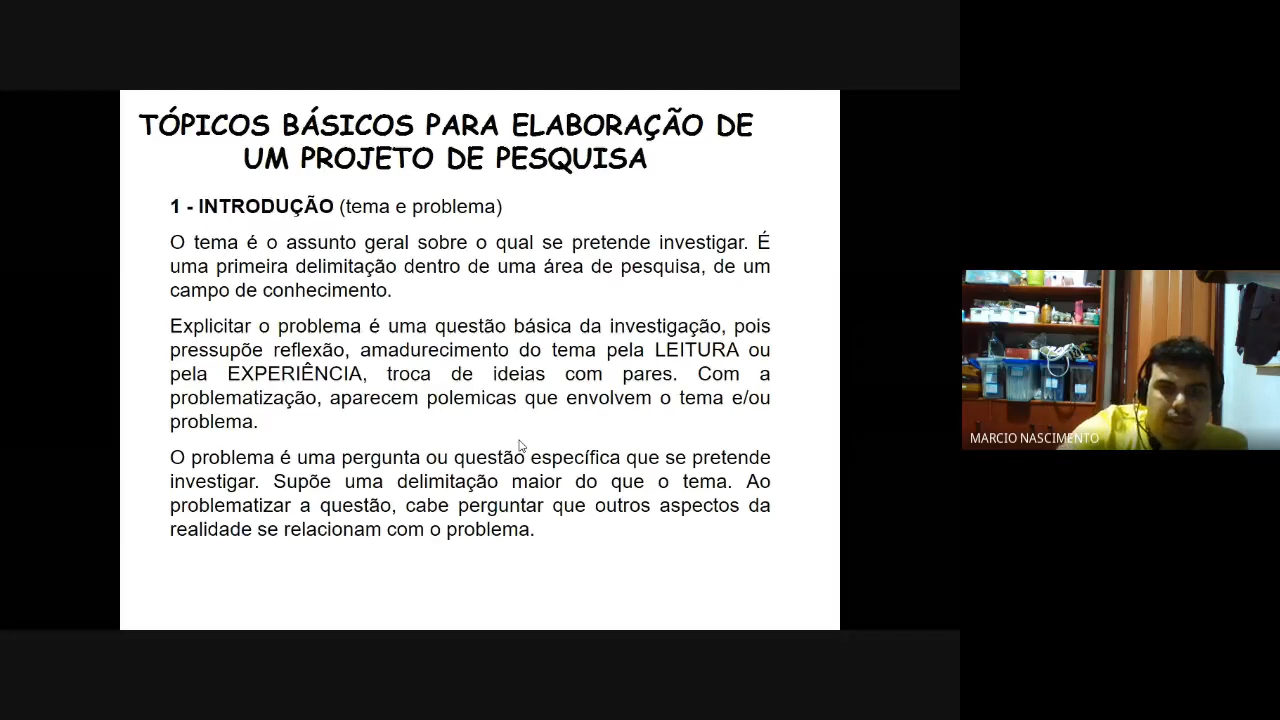 TÓPICOS BÁSICOS PARA ELABORAÇÃO DE
UM PROJETO DE PESQUISA
1 - INTRODUÇÃO (tema e problema)
O tema é o assunto geral sobre o qual se pretende investigar. É
uma primeira delimitação dentro de uma área de pesquisa, de um
campo de conhecimento.
Explicitar o problema é uma questão básica da investigação, pois
pressupõe reflexão, amadurecimento do tema pela LEITURA ou
pela EXPERIÊNCIA, troca de ideias com pares. Com a
problematização, aparecem polemicas que envolvem o tema e/ou
problema.
O problema é uma pergunta ou questão específica que se pretende
investigar. Supõe uma delimitação maior do que o tema. Ao
problematizar a questão, cabe perguntar que outros aspectos da
realidade se relacionam com o problema.
MARCIO NASCIMENTO